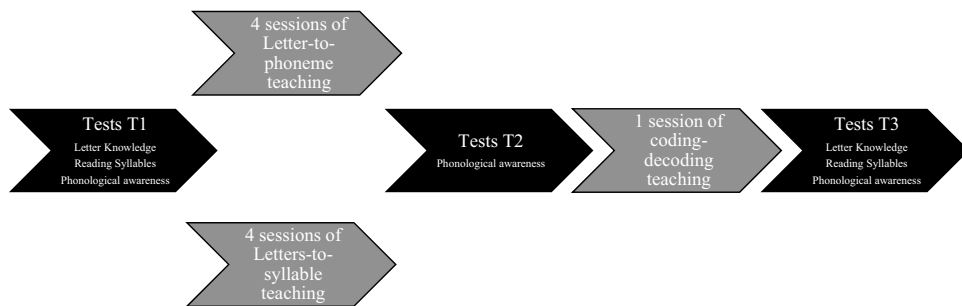 4 sessions of
Letter-to-
phoneme
teaching
Tests T1
Letter Knowledge
Reading Syllables
Phonological awareness
4 sessions of
Letters-to-
syllable
teaching
Tests T2
Phonological awareness
1 session of
coding-
decoding
teaching
Tests T3
Letter Knowledge
Reading Syllables
Phonological awareness